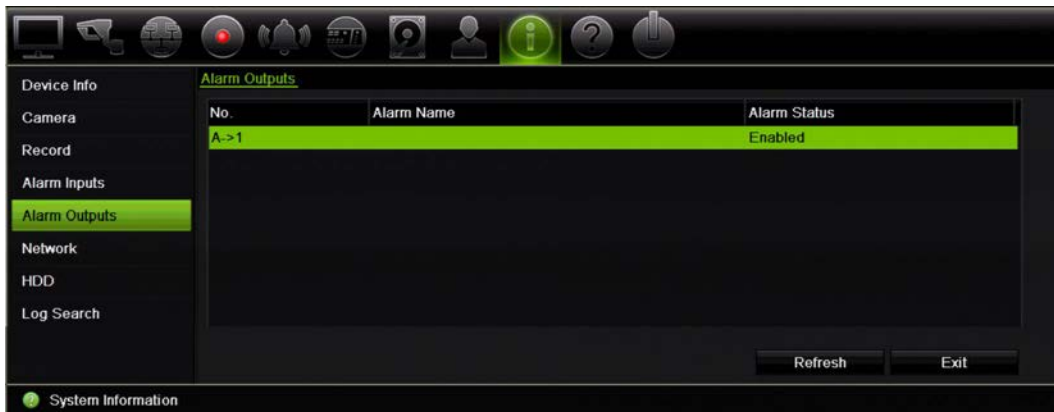 Device Info
Camera
Record
Alarm Inputs
Alarm Outputs
Network
HDD
Log Search
Alarm Outputs
No. Alarm Name Alarm Status
A->1 Enabled
Refresh Exit
System Information